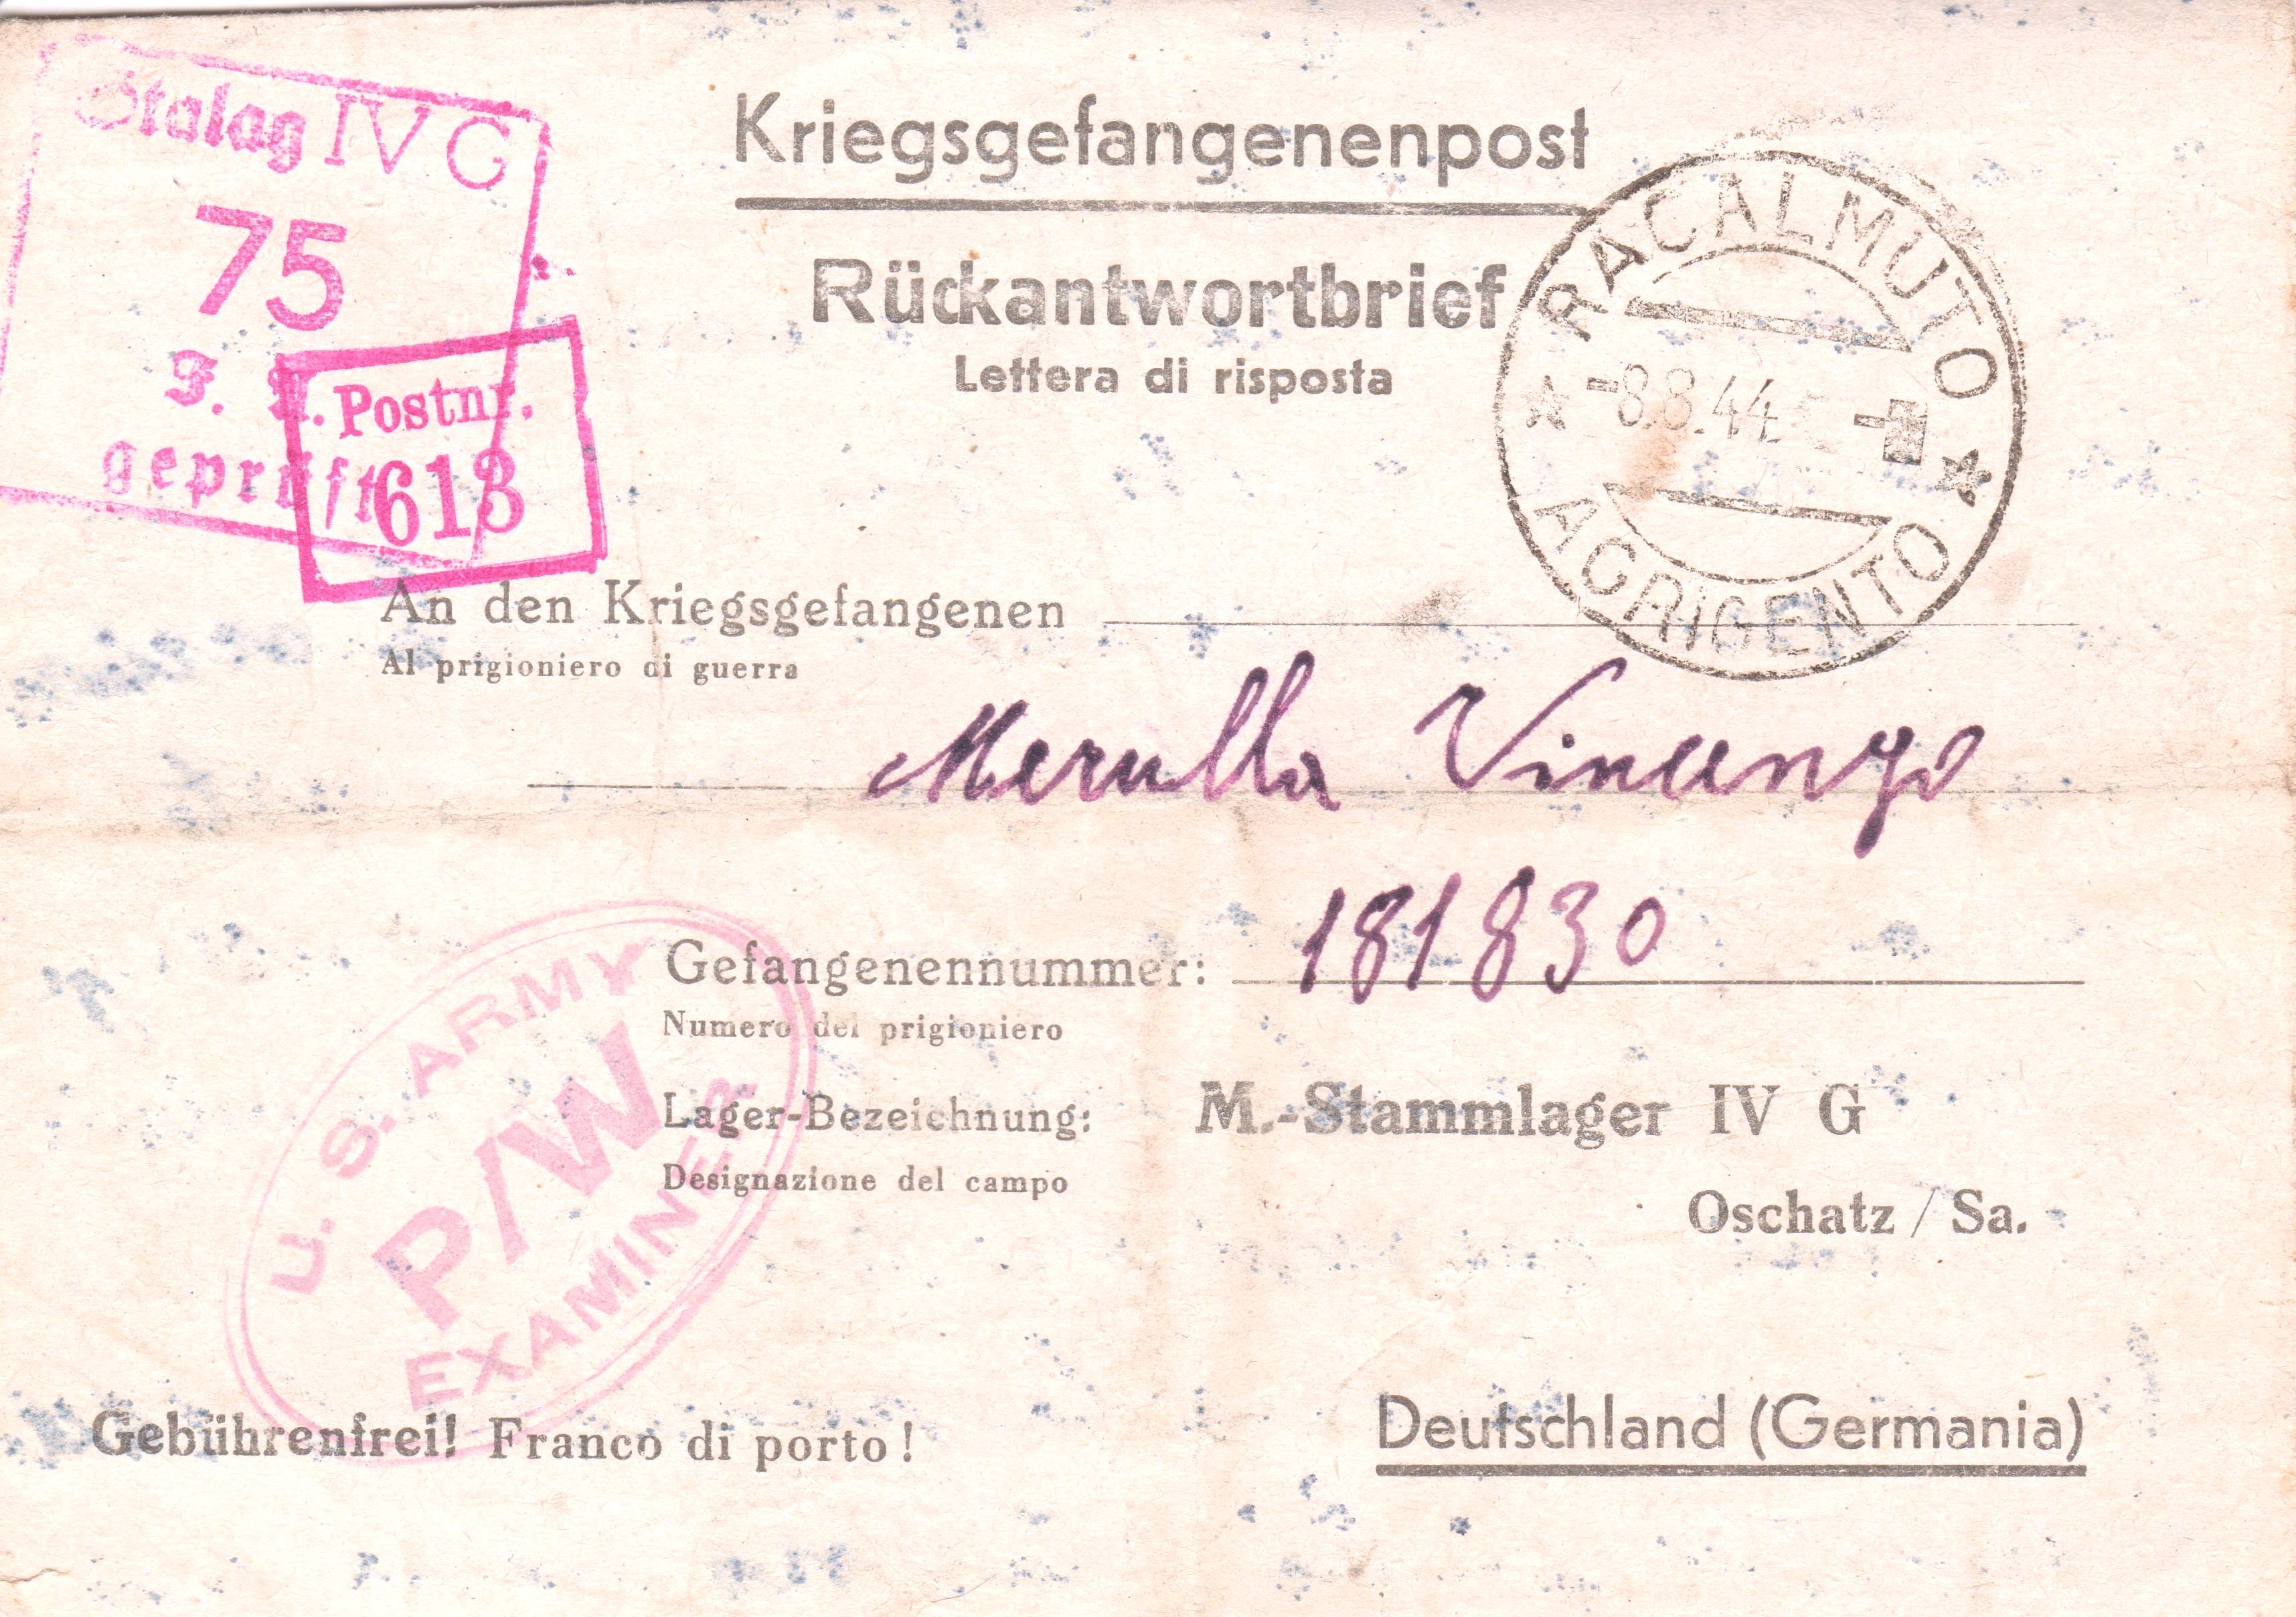 Stalag IV G
75
geprüft
Postnr.
613
Kriegsgefangenenpost
Rückantwortbrief
Lettera di risposta
RACALMUTO
-8.8.44
AGRIGENTO
An den Kriegsgefangenen
Al prigioniero di guerra
Merulla Vincenzo
181830
Gefangenennummer:
Numero del prigioniero
Lager-Bezeichnung:
Designazione del campo
M.-Stammlager IV G
Oschatz / Sa.
U. S. ARMY
P/W
EXAMINER
Gebührenfrei! Franco di porto!
Deutschland (Germania)